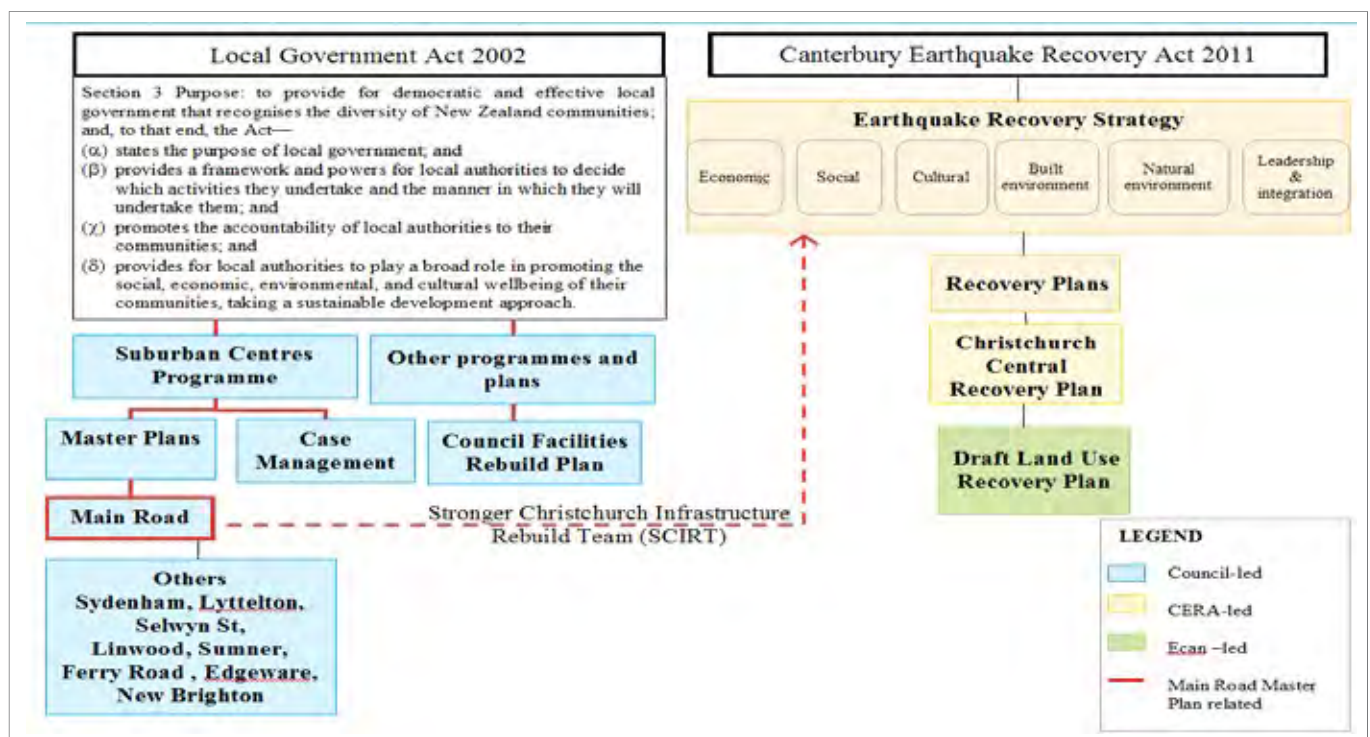 Local Government Act 2002
Section 3 Purpose: to provide for democratic and effective local
government that recognises the diversity of New Zealand communities;
and, to that end, the Act—
(α) states the purpose of local government; and
(β) provides a framework and powers for local authorities to decide
which activities they undertake and the manner in which they will
undertake them; and
(χ) promotes the accountability of local authorities to their
communities; and
(δ) provides for local authorities to play a broad role in promoting the
social, economic, environmental, and cultural wellbeing of their
communities, taking a sustainable development approach.
Suburban Centres
Programme
Other programmes and
plans
Master Plans
Case
Management
Council Facilities
Rebuild Plan
Main Road
Stronger Christchurch Infrastructure
Rebuild Team (SCIRT)
Others
Sydenham, Lyttelton,
Selwyn St,
Linwood, Sumner,
Ferry Road , Edgeware,
New Brighton
Canterbury Earthquake Recovery Act 2011
Earthquake Recovery Strategy
Economic
Social
Cultural
Built
environment
Natural
environment
Leadership
&
integration
Recovery Plans
Christchurch
Central
Recovery Plan
Draft Land Use
Recovery Plan
LEGEND
Council-led
CERA-led
Ecan –led
Main Road Master
Plan related